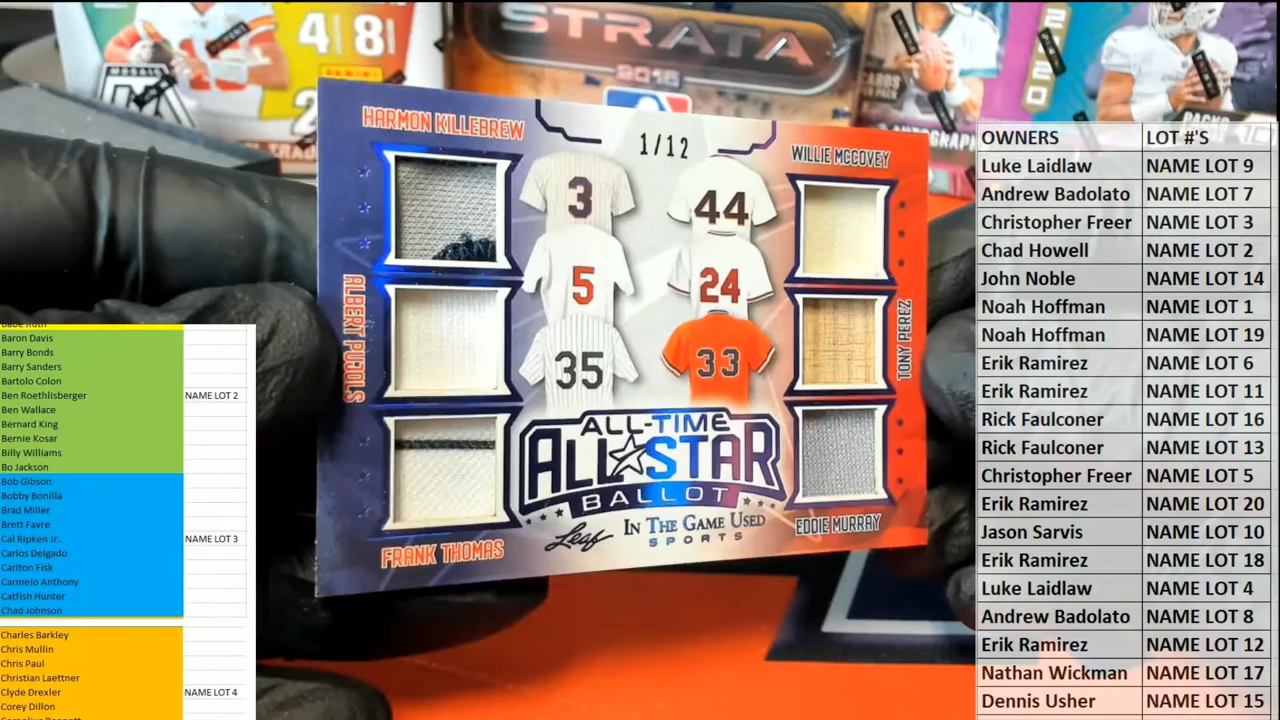 48
STRATA
2016
MOSAIC
PANINI
HARMON KILLEBREW
1/12
WILLIE MCCOVEY
3
44
ALBERT PUJOLS
5
24
TONY PEREZ
35
33
ALL-TIME
ALL STAR
BALLOT
Leaf
IN THE GAME USED
SPORTS
FRANK THOMAS
EDDIE MURRAY
OWNERS LOT #'S
Luke Laidlaw NAME LOT 9
Andrew Badolato NAME LOT 7
Christopher Freer NAME LOT 3
Chad Howell NAME LOT 2
John Noble NAME LOT 14
Noah Hoffman NAME LOT 1
Noah Hoffman NAME LOT 19
Erik Ramirez NAME LOT 6
Erik Ramirez NAME LOT 11
Rick Faulconer NAME LOT 16
Rick Faulconer NAME LOT 13
Christopher Freer NAME LOT 5
Erik Ramirez NAME LOT 20
Jason Sarvis NAME LOT 10
Erik Ramirez NAME LOT 18
Luke Laidlaw NAME LOT 4
Andrew Badolato NAME LOT 8
Erik Ramirez NAME LOT 12
Nathan Wickman NAME LOT 17
Dennis Usher NAME LOT 15
Babe Ruth
Baron Davis
Barry Bonds
Barry Sanders
Bartolo Colon
Ben Roethlisberger NAME LOT 2
Ben Wallace
Bernard King
Bernie Kosar
Billy Williams
Bo Jackson
Bob Gibson
Bobby Bonilla
Brad Miller
Brett Favre
Cal Ripken Jr. NAME LOT 3
Carlos Delgado
Carlton Fisk
Carmelo Anthony
Catfish Hunter
Chad Johnson
Charles Barkley
Chris Mullin
Chris Paul
Christian Laettner
Clyde Drexler NAME LOT 4
Corey Dillon